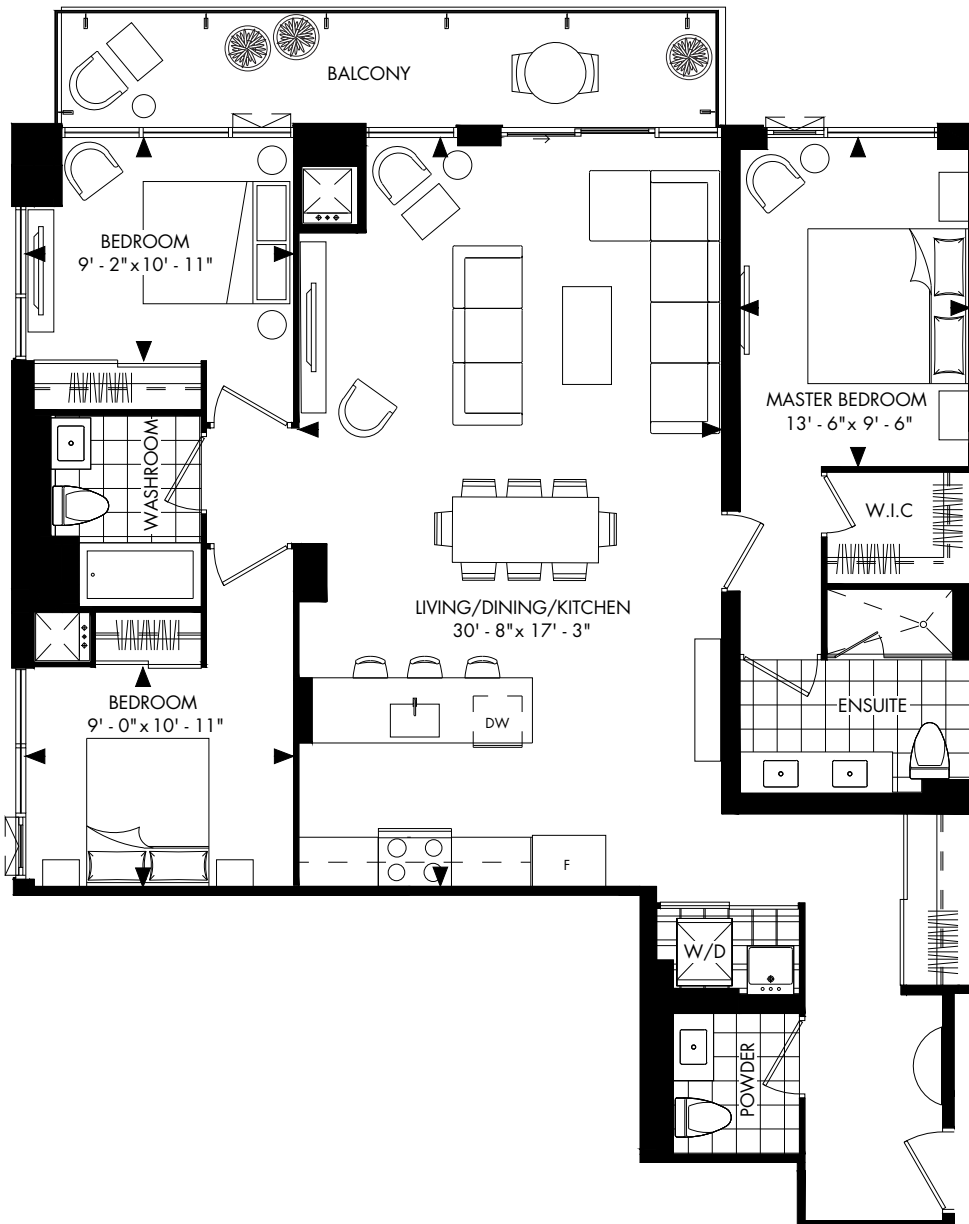 BALCONY
BEDROOM
9' - 2" x 10' - 11"
MASTER BEDROOM
13' - 6" x 9' - 6"
WASHROOM
W.I.C
LIVING/DINING/KITCHEN
30' - 8" x 17' - 3"
BEDROOM
9' - 0" x 10' - 11"
DW
ENSUITE
F
W/D
POWDER